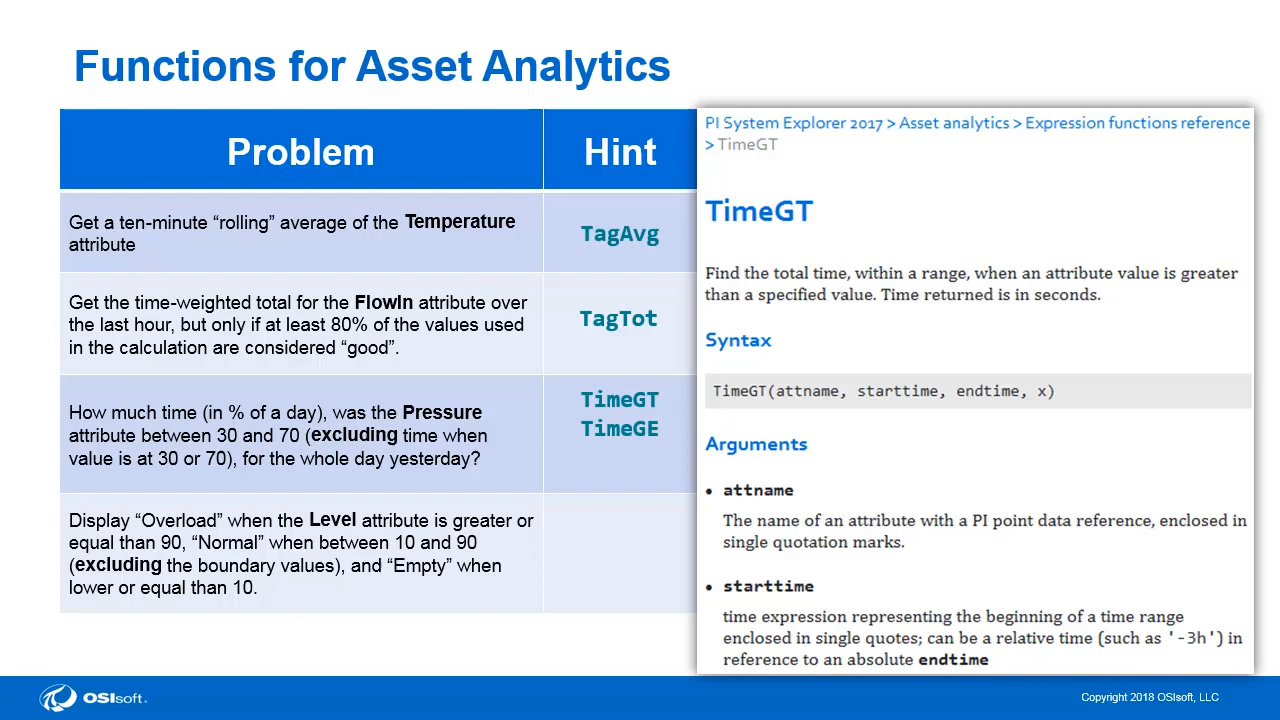 Functions for Asset Analytics
Problem
Hint
Get a ten-minute “rolling” average of the Temperature
attribute
TagAvg
Get the time-weighted total for the FlowIn attribute over
the last hour, but only if at least 80% of the values used
in the calculation are considered “good”.
TagTot
How much time (in % of a day), was the Pressure
attribute between 30 and 70 (excluding time when
value is at 30 or 70), for the whole day yesterday?
TimeGT
TimeGE
Display “Overload” when the Level attribute is greater or
equal than 90, “Normal” when between 10 and 90
(excluding the boundary values), and “Empty” when
lower or equal than 10.
PI System Explorer 2017 > Asset analytics > Expression functions reference
> TimeGT
TimeGT
Find the total time, within a range, when an attribute value is greater
than a specified value. Time returned is in seconds.
Syntax
TimeGT(attname, starttime, endtime, x)
Arguments
• attname
The name of an attribute with a PI point data reference, enclosed in
single quotation marks.
• starttime
time expression representing the beginning of a time range
enclosed in single quotes; can be a relative time (such as '-3h') in
reference to an absolute endtime
OSIsoft.
Copyright 2018 OSIsoft, LLC